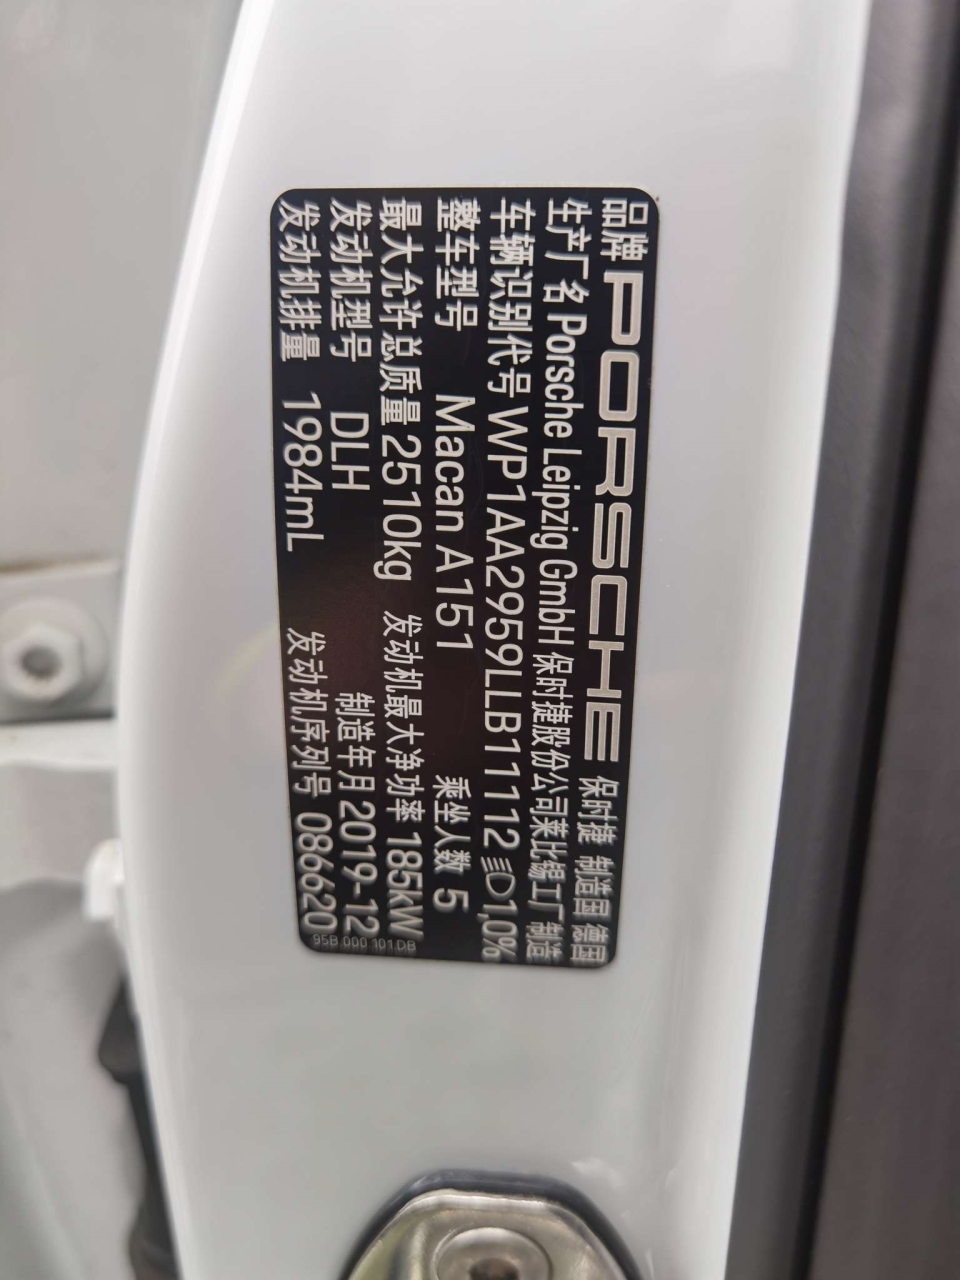 品牌 PORSCHE 保时捷 制造国 德国
生产厂名 Porsche Leipzig GmbH 保时捷股份公司莱比锡工厂 制造
车辆识别代号 WP1AA2959LLB11112 1,0%
整车型号 Macan A151 乘坐人数 5
最大允许总质量 2510kg 发动机最大净功率 185kW
发动机型号 DLH 制造年月 2019-12
发动机排量 1984mL 发动机序列号 086620
95B.000.101.DB